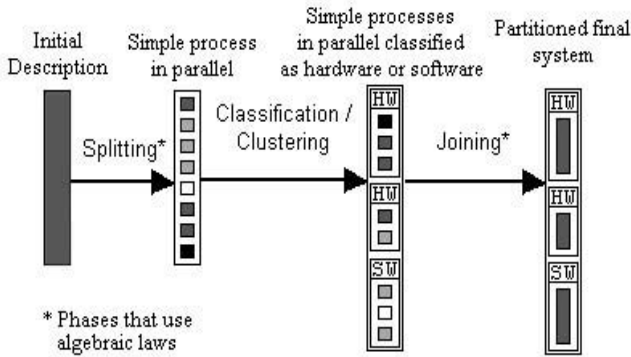 Initial
Description
Simple process
in parallel
Simple processes
in parallel classified
as hardware or software
Partitioned final
system
Splitting*
Classification /
Clustering
Joining*
HW
HW
SW
HW
HW
SW
* Phases that use
algebraic laws